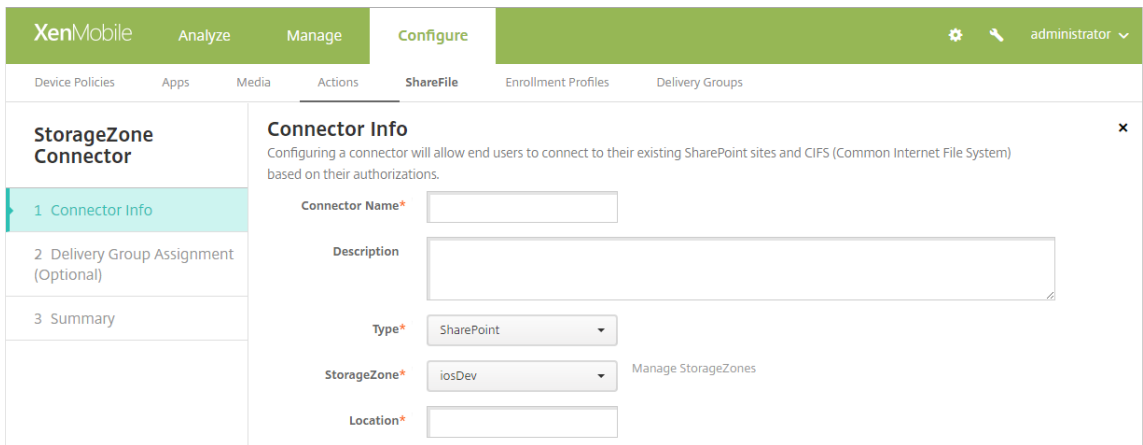 XenMobile Analyze Manage Configure administrator
Device Policies Apps Media Actions ShareFile Enrollment Profiles Delivery Groups
StorageZone
Connector
1 Connector Info
2 Delivery Group Assignment
(Optional)
3 Summary
Connector Info
Configuring a connector will allow end users to connect to their existing SharePoint sites and CIFS (Common Internet File System)
based on their authorizations.
Connector Name*
Description
Type* SharePoint
StorageZone* iosDev Manage StorageZones
Location*